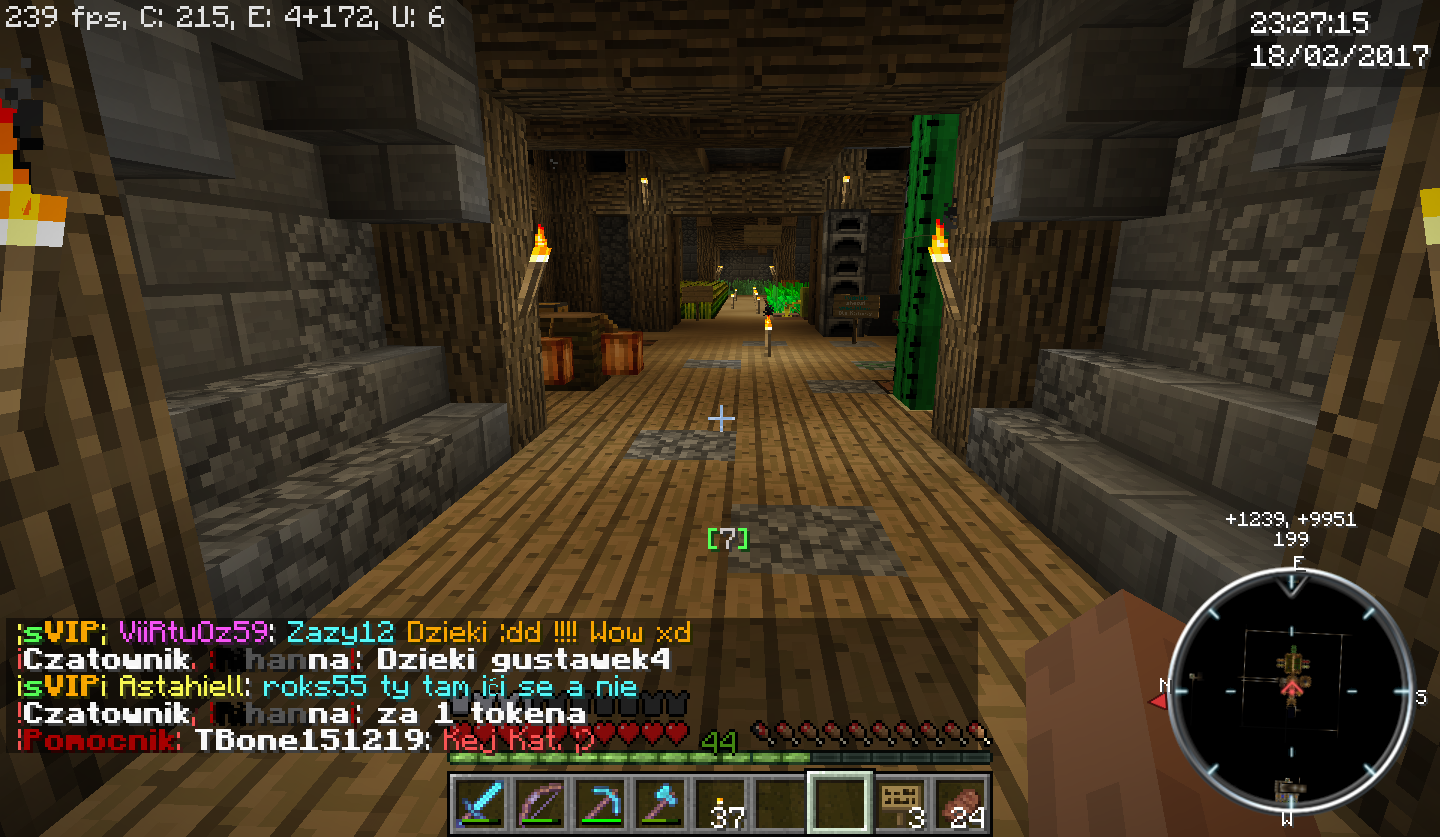 239 fps, C: 215, E: 4+172, U: 6
23:27:15
18/02/2017
+1239, +9951
199
E
N
S
W
[7]
¦sVIP¦ ViiRtuOz59: Zazy12 Dzieki :dd !!!! Wow xd
Czatownik hanna: Dzieki gustawek4
sVIP Astahiell: roks55 ty tam ići se a nie
Czatownik hanna: za 1 tokena
Pomocnik: TBone151219: Kej Kat p
44
37
3
24